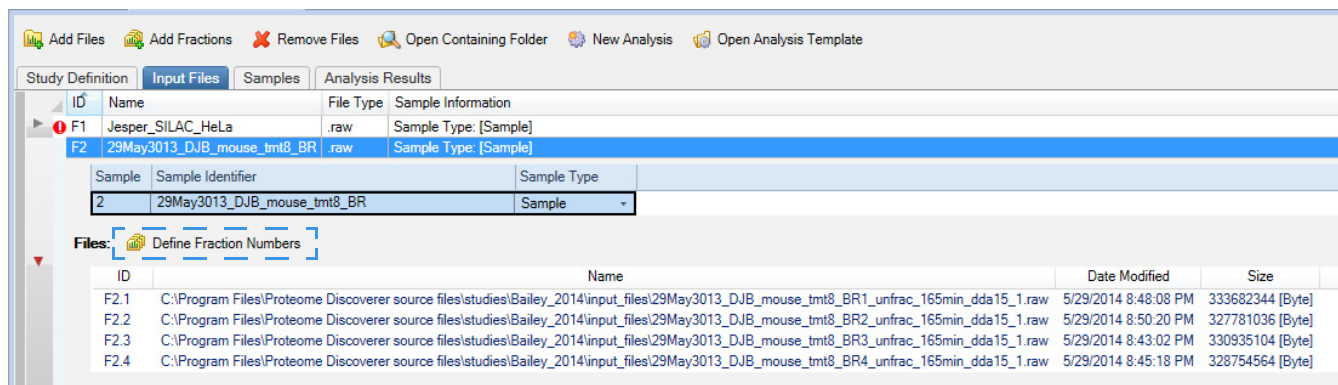 Add Files Add Fractions Remove Files Open Containing Folder New Analysis Open Analysis Template
Study Definition Input Files Samples Analysis Results
ID Name File Type Sample Information
F1 Jesper_SILAC_HeLa .raw Sample Type: [Sample]
F2 29May3013_DJB_mouse_tmt8_BR .raw Sample Type: [Sample]
Sample Sample Identifier Sample Type
2 29May3013_DJB_mouse_tmt8_BR Sample
Files: Define Fraction Numbers
ID Name Date Modified Size
F2.1 C:\Program Files\Proteome Discoverer source files\studies\Bailey_2014\input_files\29May3013_DJB_mouse_tmt8_BR1_unfrac_165min_dda15_1.raw 5/29/2014 8:48:08 PM 333682344 [Byte]
F2.2 C:\Program Files\Proteome Discoverer source files\studies\Bailey_2014\input_files\29May3013_DJB_mouse_tmt8_BR2_unfrac_165min_dda15_1.raw 5/29/2014 8:50:20 PM 327781036 [Byte]
F2.3 C:\Program Files\Proteome Discoverer source files\studies\Bailey_2014\input_files\29May3013_DJB_mouse_tmt8_BR3_unfrac_165min_dda15_1.raw 5/29/2014 8:43:02 PM 330935104 [Byte]
F2.4 C:\Program Files\Proteome Discoverer source files\studies\Bailey_2014\input_files\29May3013_DJB_mouse_tmt8_BR4_unfrac_165min_dda15_1.raw 5/29/2014 8:45:18 PM 328754564 [Byte]